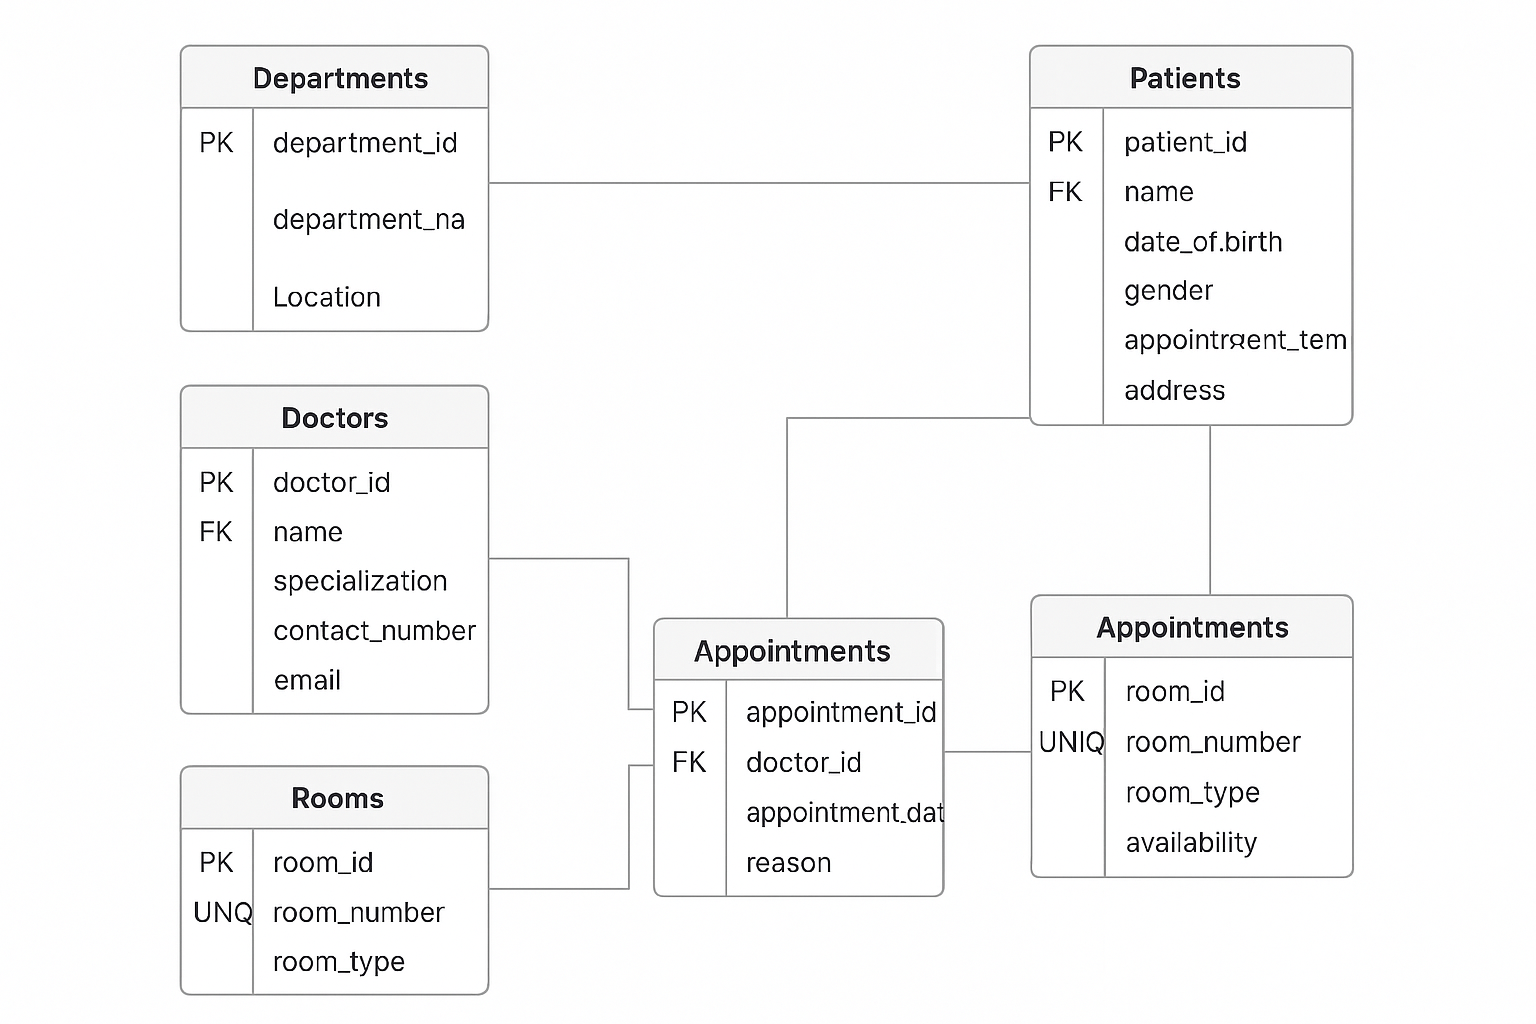 Departments
PK department_id
department_na
Location
Patients
PK patient_id
FK name
date_of.birth
gender
address
Doctors
PK doctor_id
FK name
specialization
contact_number
email
Appointments
PK appointment_id
FK doctor_id
appointment_dat
reason
Appointments
PK room_id
UNIQ room_number
room_type
availability
Rooms
PK room_id
UNQ room_number
room_type